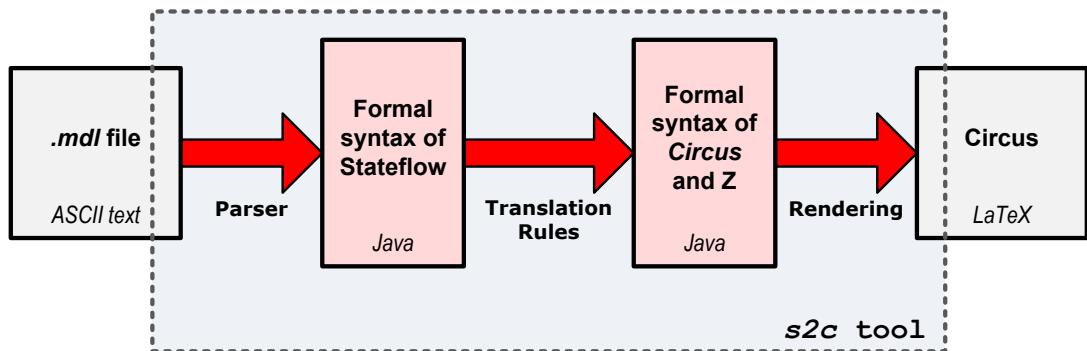 .mdl file
ASCII text
Parser
Formal
syntax of
Stateflow
Java
Translation
Rules
Formal
syntax of
Circus
and Z
Java
Rendering
Circus
LaTeX
s2c tool